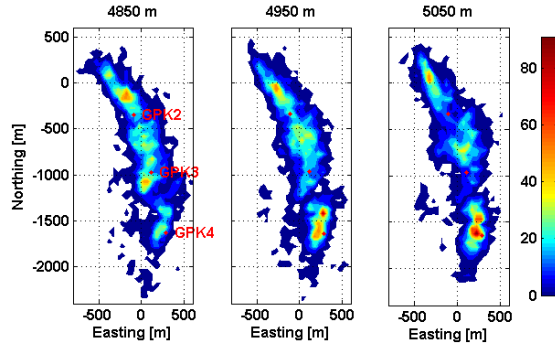 4850 m 4950 m 5050 m
500
0
-500
-1000
-1500
-2000
Northing [m]
GPK2
GPK3
GPK4
-500 0 500 -500 0 500 -500 0 500
Easting [m] Easting [m] Easting [m]
80
60
40
20
0